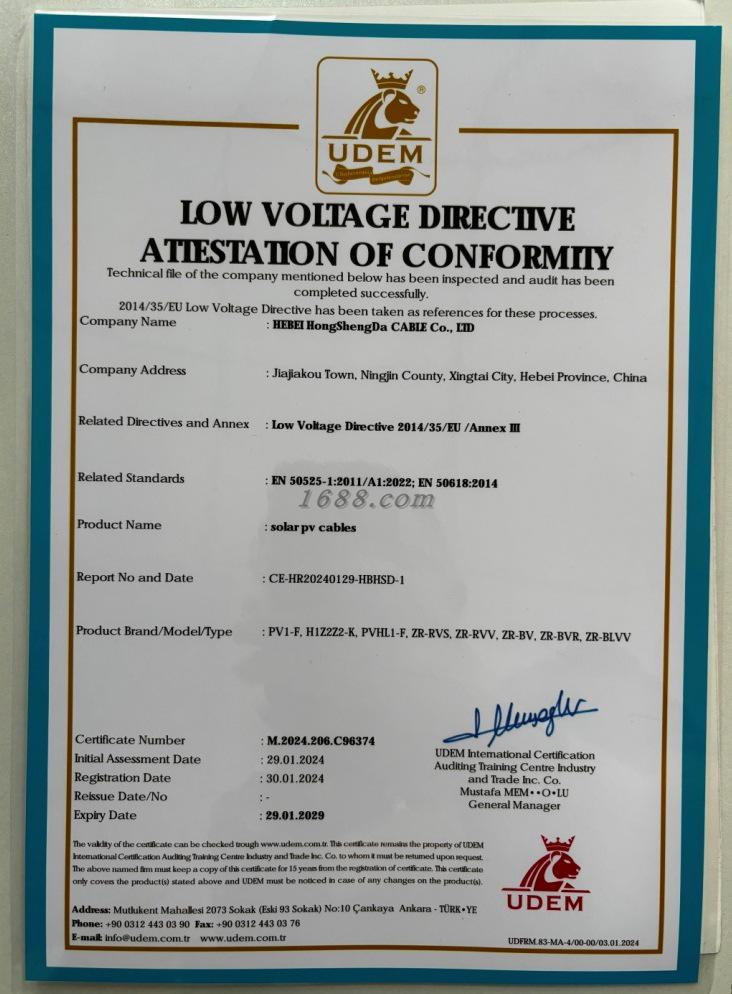 UDEM
LOW VOLTAGE DIRECTIVE
ATTESTATION OF CONFORMITY
Technical file of the company mentioned below has been inspected and audit has been
completed successfully.
2014/35/EU Low Voltage Directive has been taken as references for these processes.
Company Name : HEBEI HongShengDa CABLE Co., LTD
Company Address : Jiajiakou Town, Ningjin County, Xingtai City, Hebei Province, China
Related Directives and Annex : Low Voltage Directive 2014/35/EU /Annex III
Related Standards : EN 50525-1:2011/A1:2022; EN 50618:2014
1688.com
Product Name : solar pv cables
Report No and Date : CE-HR20240129-HBHSD-1
Product Brand/Model/Type : PV1-F, H1Z2Z2-K, PVHL1-F, ZR-RVS, ZR-RVV, ZR-BV, ZR-BVR, ZR-BLVV
Certificate Number : M.2024.206.C96374
Initial Assessment Date : 29.01.2024
Registration Date : 30.01.2024
Reissue Date/No : -
Expiry Date : 29.01.2029
UDEM International Certification
Auditing Training Centre Industry
and Trade Inc. Co.
Mustafa MEM••O•LU
General Manager
The validity of the certificate can be checked trough www.udem.com.tr. This certificate remains the property of UDEM
International Certification Auditing Training Centre Industry and Trade Inc. Co. to whom it must be returned upon request.
The above named firm must keep a copy of this certificate for 15 years from the registration of certificate. This certificate
only covers the product(s) stated above and UDEM must be noticed in case of any changes on the product(s).
UDEM
Address: Mutlukent Mahallesi 2073 Sokak (Eski 93 Sokak) No:10 Çankaya Ankara - TÜRK•YE
Phone: +90 0312 443 03 90 Fax: +90 0312 443 03 76
E-mail: info@udem.com.tr www.udem.com.tr
UDFRM.83-MA-4/00-00/03.01.2024